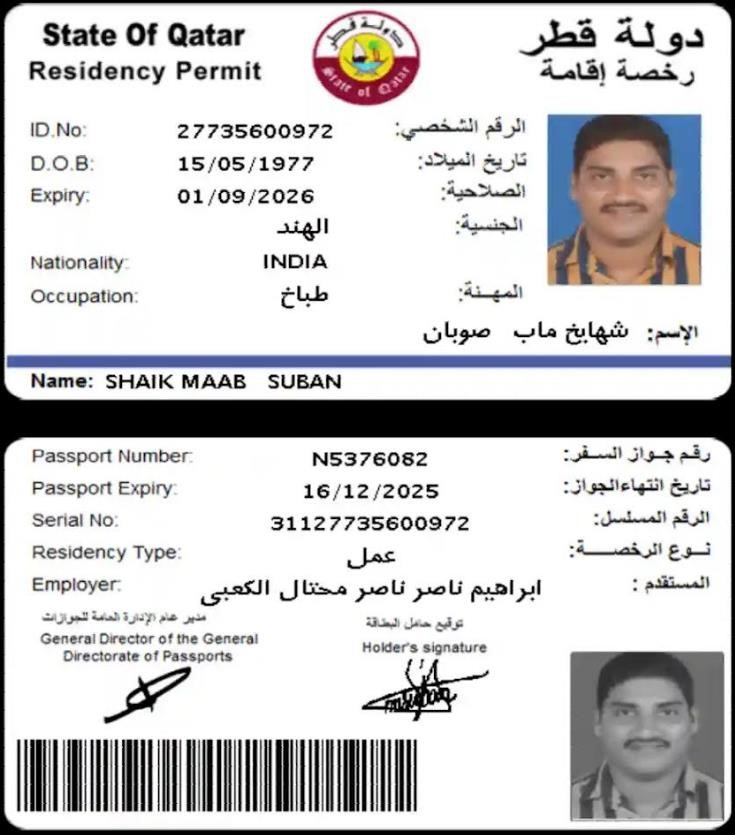 State Of Qatar
دولة قطر
Residency Permit
رخصة إقامة
دولة قطر
State of Qatar
ID.No: 27735600972 الرقم الشخصي:
D.O.B: 15/05/1977 تاريخ الميلاد:
Expiry: 01/09/2026 الصلاحية:
الهند الجنسية:
Nationality: INDIA
Occupation: طباخ المهنة:
الإسم: شهايخ ماب صوبان
Name: SHAIK MAAB SUBAN
Passport Number: N5376082 رقم جواز السفر:
Passport Expiry: 16/12/2025 تاريخ انتهاءالجواز:
Serial No: 31127735600972 الرقم المسلسل:
Residency Type: عمل نوع الرخصة:
Employer: ابراهيم ناصر ناصر محتال الكعبى المستقدم :
مدير عام الإدارة العامة للجوازات
General Director of the General
Directorate of Passports
توقيع حامل البطاقة
Holder's signature